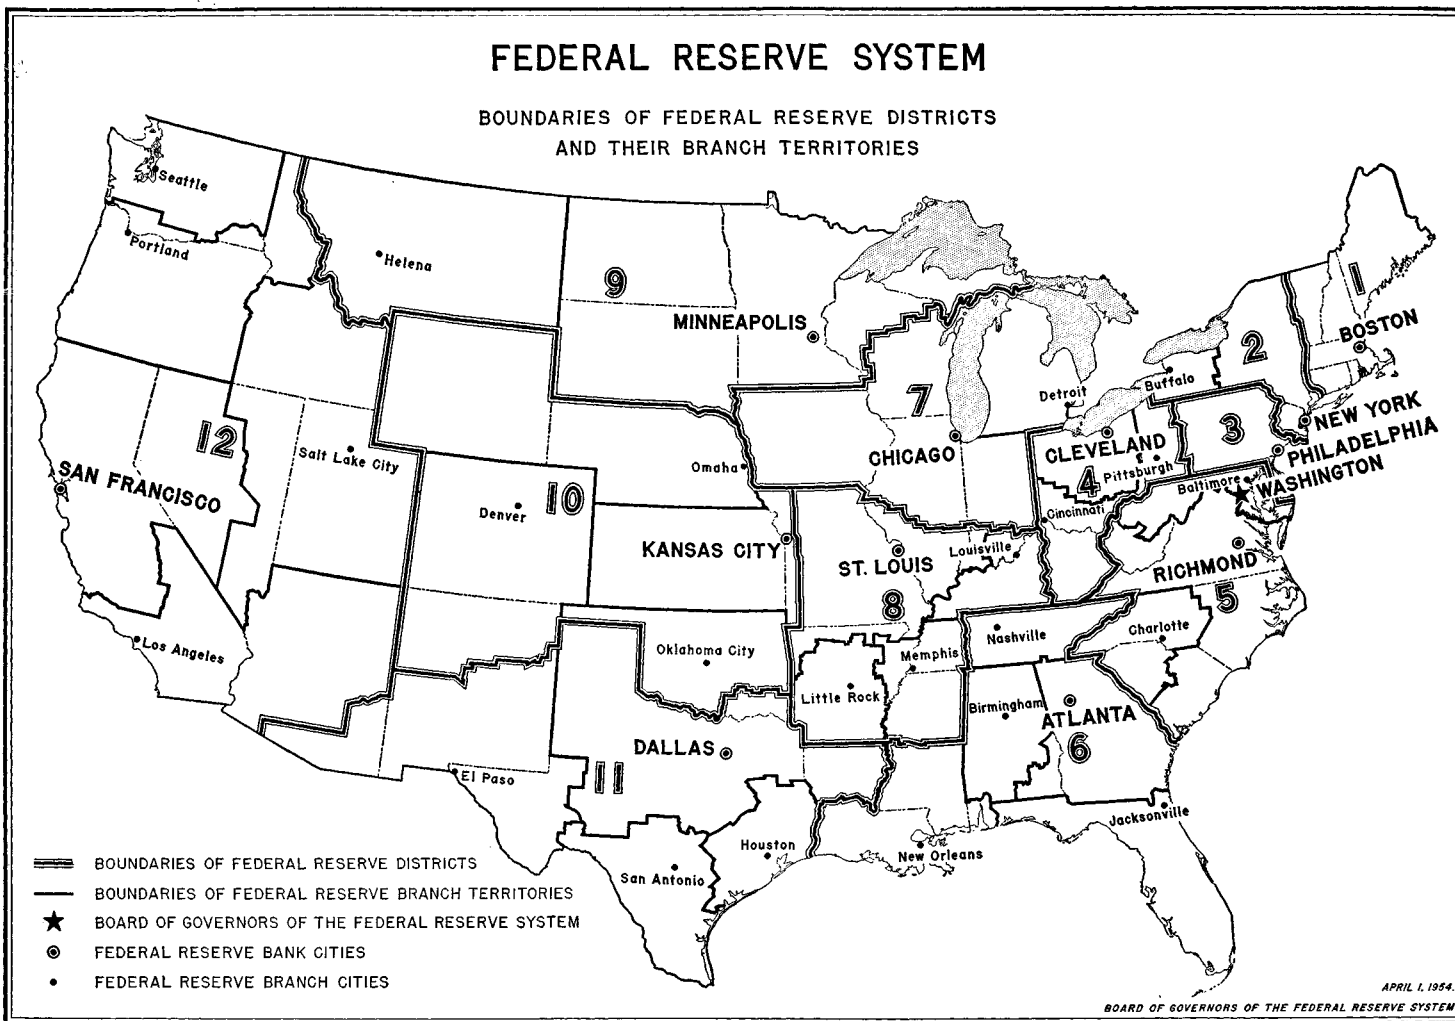 FEDERAL RESERVE SYSTEM
BOUNDARIES OF FEDERAL RESERVE DISTRICTS
AND THEIR BRANCH TERRITORIES
Seattle
Portland
Helena
9
MINNEAPOLIS
1
BOSTON
2
Buffalo
Detroit
7
CHICAGO
CLEVELAND
4
Pittsburgh
3
NEW YORK
PHILADELPHIA
WASHINGTON
Baltimore
Cincinnati
12
SAN FRANCISCO
Salt Lake City
Omaha
Denver
10
KANSAS CITY
ST. LOUIS
8
Louisville
RICHMOND
5
Los Angeles
Oklahoma City
Nashville
Charlotte
Memphis
Little Rock
Birmingham
ATLANTA
6
DALLAS
11
El Paso
Jacksonville
Houston
New Orleans
San Antonio
BOUNDARIES OF FEDERAL RESERVE DISTRICTS
BOUNDARIES OF FEDERAL RESERVE BRANCH TERRITORIES
BOARD OF GOVERNORS OF THE FEDERAL RESERVE SYSTEM
FEDERAL RESERVE BANK CITIES
FEDERAL RESERVE BRANCH CITIES
APRIL 1, 1954.
BOARD OF GOVERNORS OF THE FEDERAL RESERVE SYSTEM